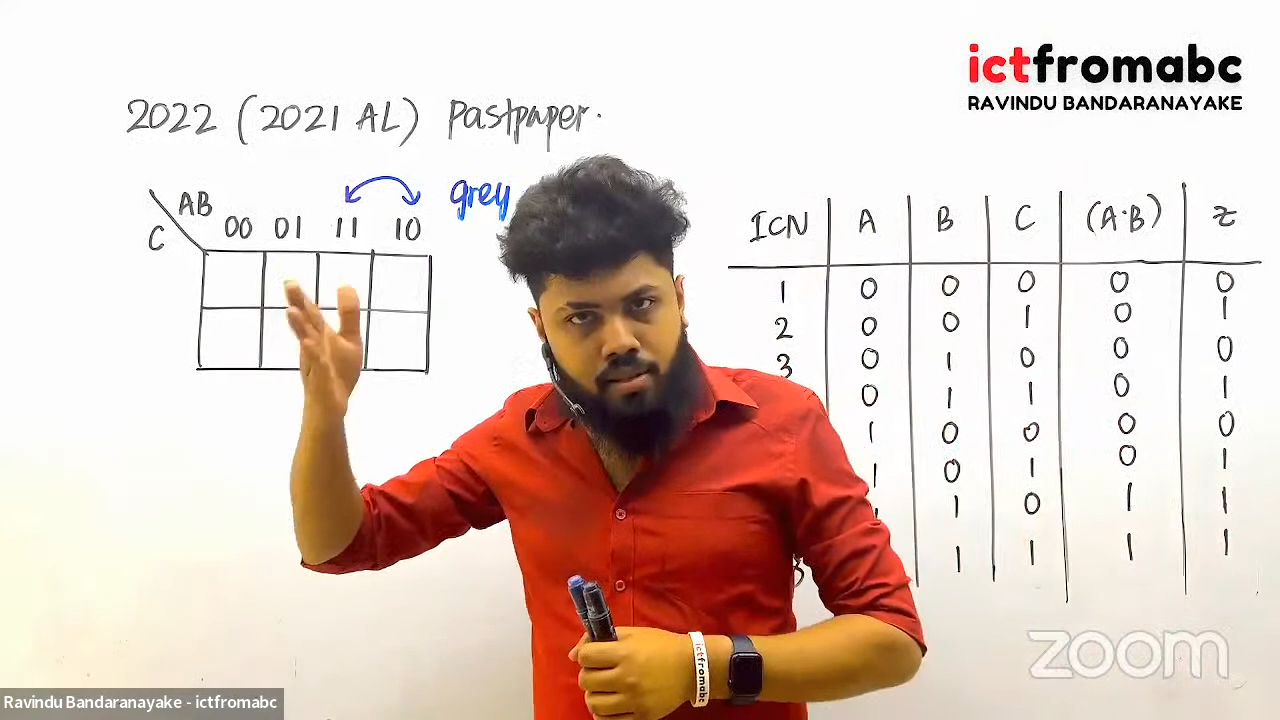 ictfromabc
RAVINDU BANDARANAYAKE
2022 (2021 AL) Pastpaper.
grey
AB
C
00 01 11 10
ICN A B C (A·B) z
1 0 0 0 0 0
2 0 0 1 0 1
3 0 1 0 0 0
0 1 1 0 1
1 0 0 0 0
1 0 1 0 1
1 0 1 1
1 1 1 1
ictfromabc
zoom
Ravindu Bandaranayake - ictfromabc